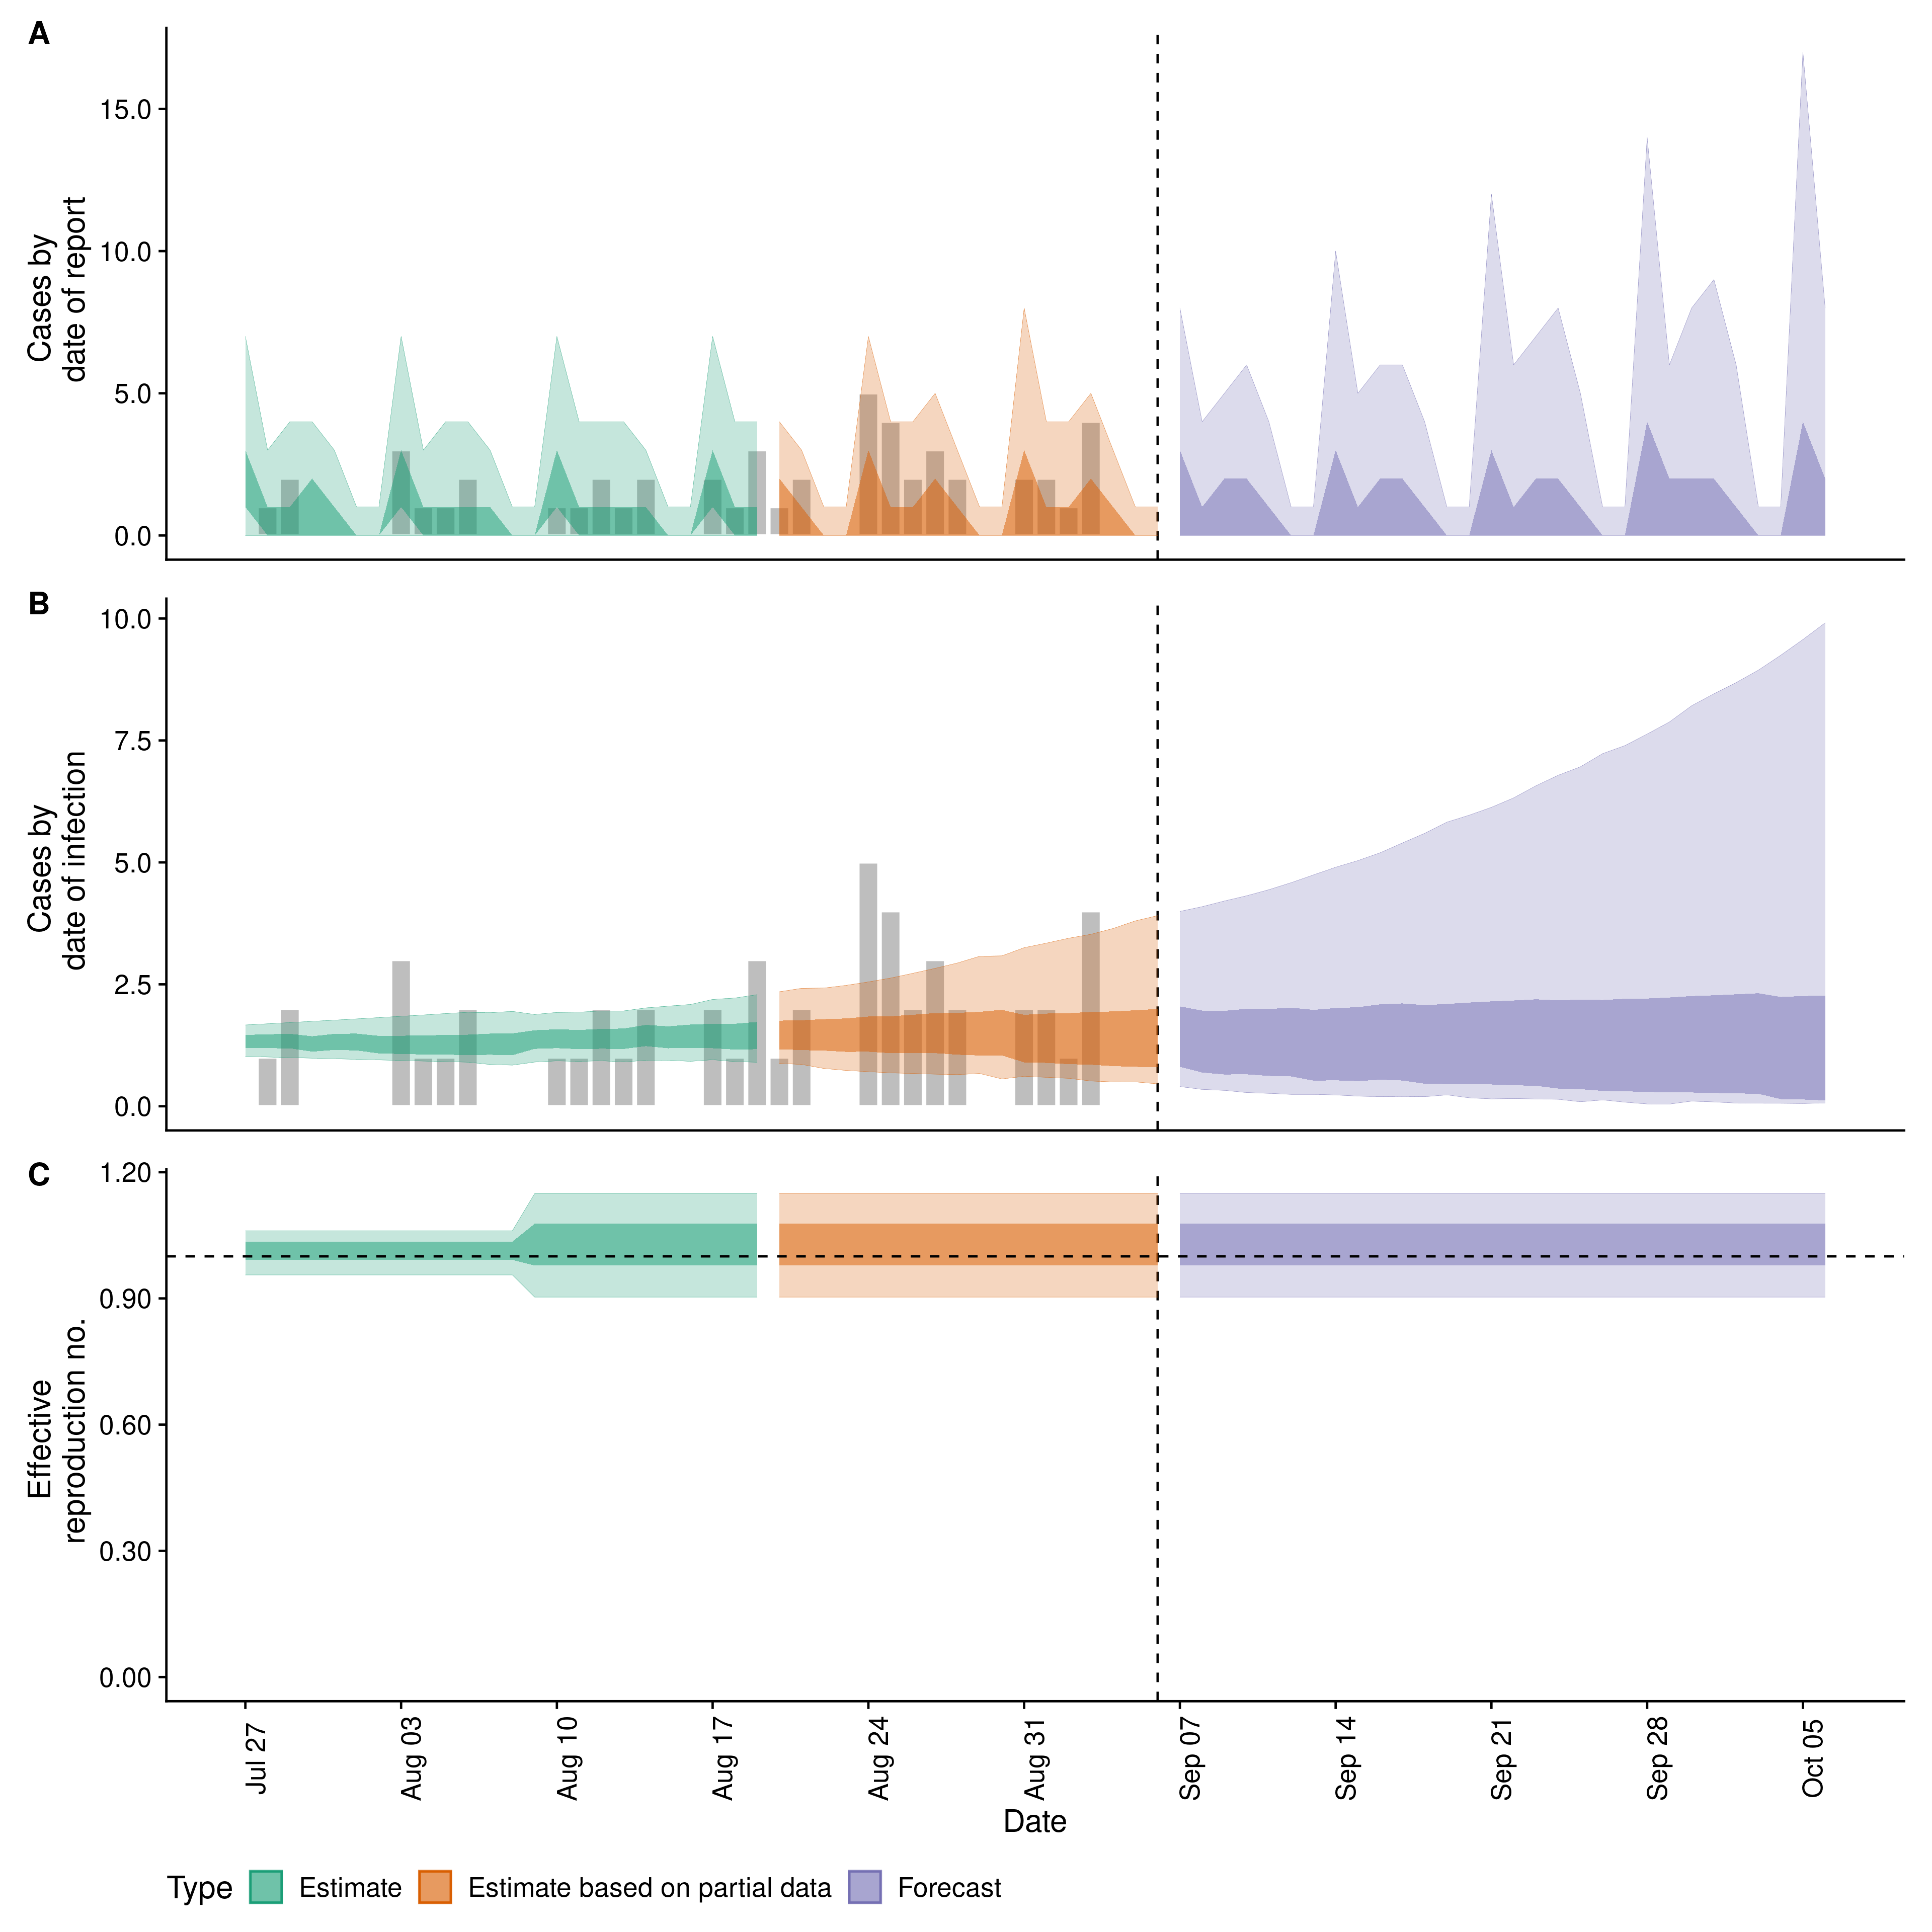 A
Cases by
date of report
15.0
10.0
5.0
0.0
B
Cases by
date of infection
10.0
7.5
5.0
2.5
0.0
C
Effective
reproduction no.
1.20
0.90
0.60
0.30
0.00
Jul 27
Aug 03
Aug 10
Aug 17
Aug 24
Aug 31
Sep 07
Sep 14
Sep 21
Sep 28
Oct 05
Date
Type Estimate Estimate based on partial data Forecast